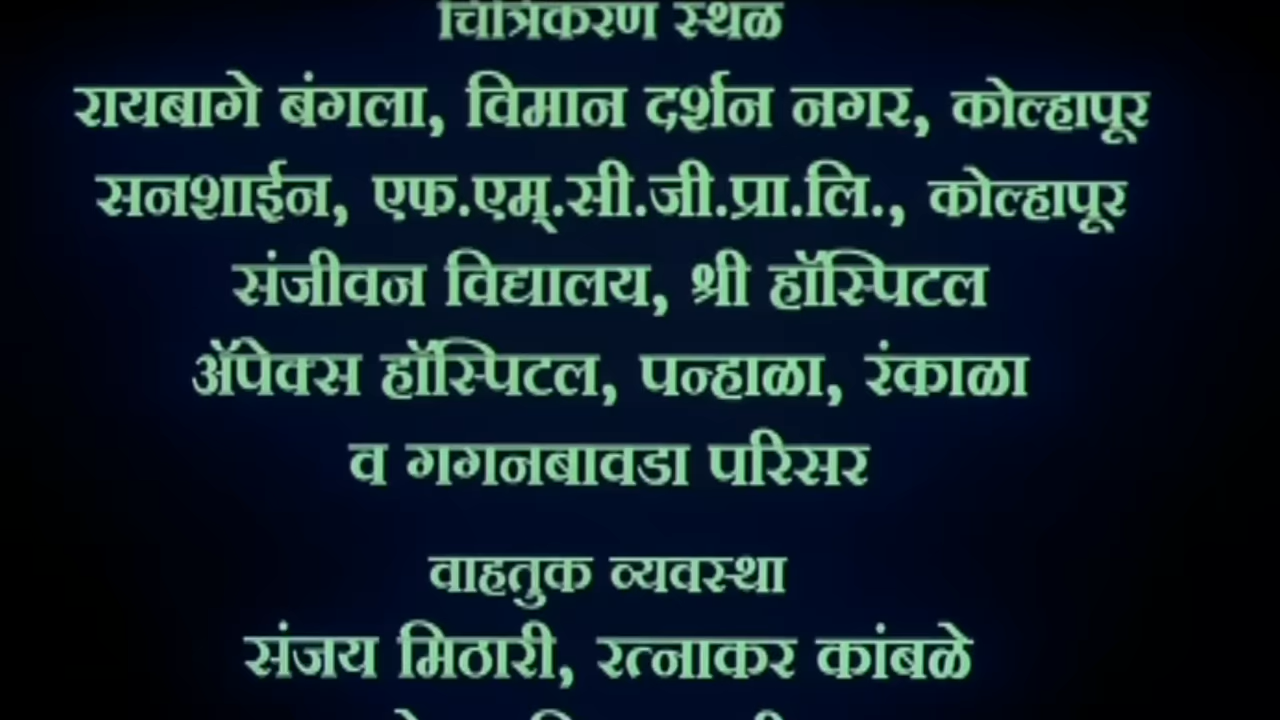 चित्रिकरण स्थळ
रायबागे बंगला, विमान दर्शन नगर, कोल्हापूर
सनशाईन, एफ.एम्.सी.जी.प्रा.लि., कोल्हापूर
संजीवन विद्यालय, श्री हॉस्पिटल
ॲपेक्स हॉस्पिटल, पन्हाळा, रंकाळा
व गगनबावडा परिसर
वाहतुक व्यवस्था
संजय मिठारी, रत्नाकर कांबळे